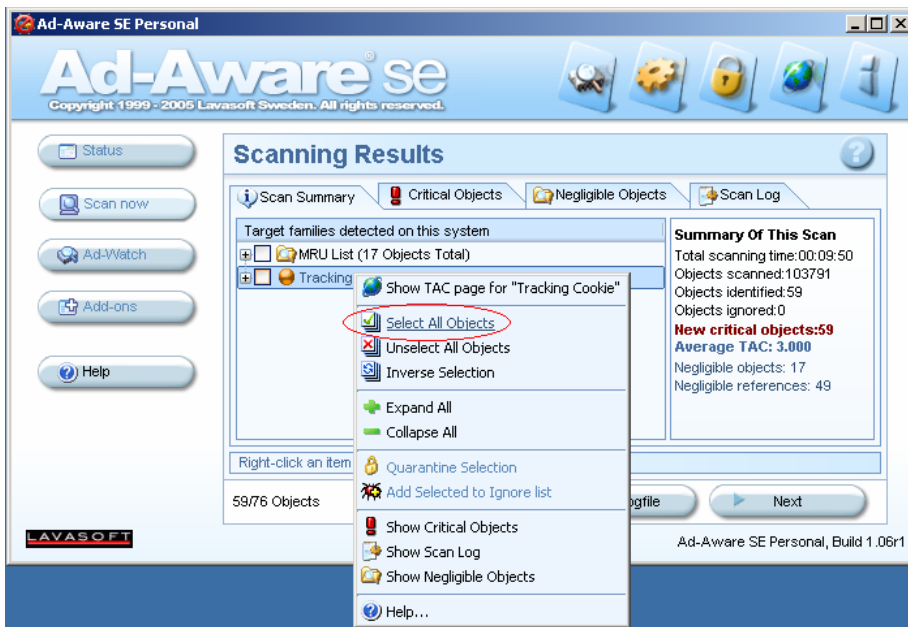 Ad-Aware SE Personal
Ad-Aware SE
Copyright 1999 - 2005 Lavasoft Sweden. All rights reserved.
Status
Scan now
Ad-Watch
Add-ons
Help
Scanning Results
Scan Summary
Critical Objects
Negligible Objects
Scan Log
Target families detected on this system
MRU List (17 Objects Total)
Tracking
Show TAC page for "Tracking Cookie"
Select All Objects
Unselect All Objects
Inverse Selection
Expand All
Collapse All
Quarantine Selection
Add Selected to Ignore list
Show Critical Objects
Show Scan Log
Show Negligible Objects
Help...
Summary Of This Scan
Total scanning time:00:09:50
Objects scanned:103791
Objects identified:59
Objects ignored:0
New critical objects:59
Average TAC: 3.000
Negligible objects: 17
Negligible references: 49
Right-click an item
59/76 Objects
Next
LAVASOFT
Ad-Aware SE Personal, Build 1.06r1